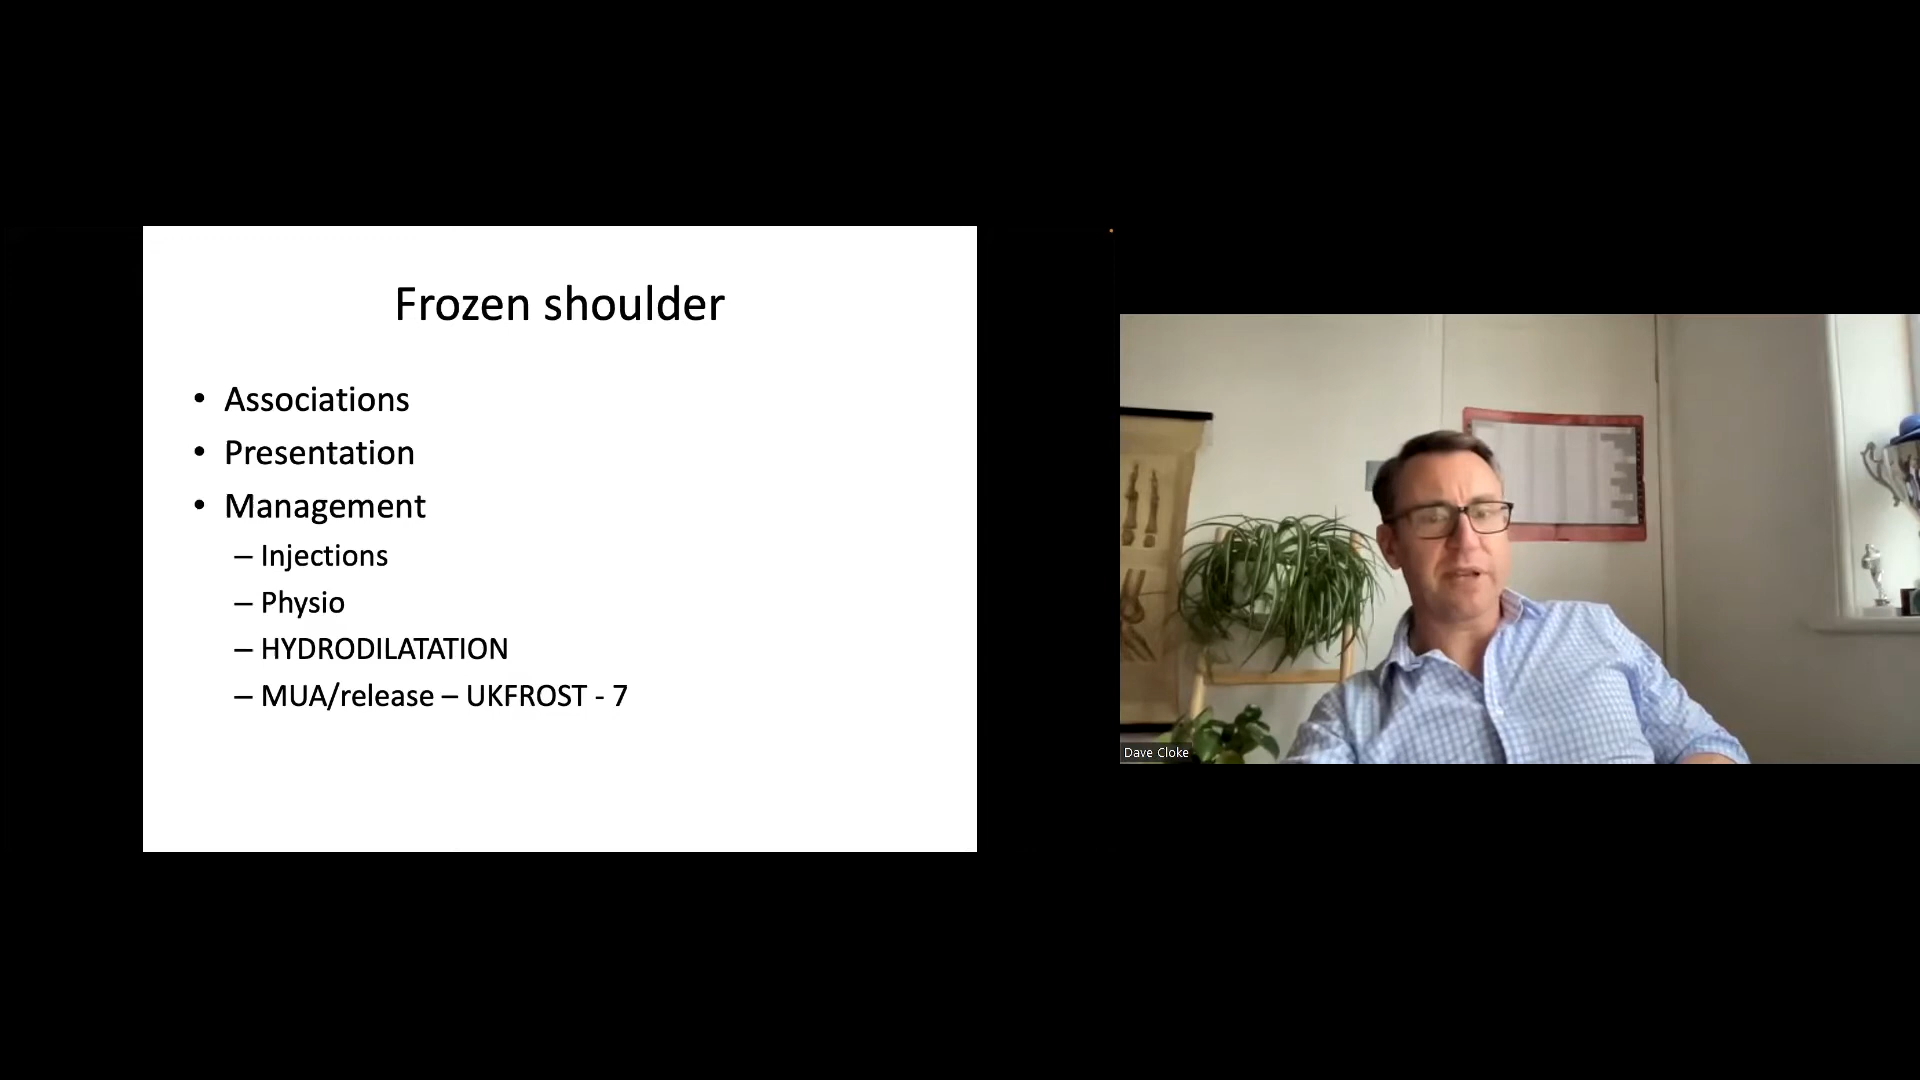 Frozen shoulder
• Associations
• Presentation
• Management
– Injections
– Physio
– HYDRODILATATION
– MUA/release – UKFROST - 7
Dave Cloke